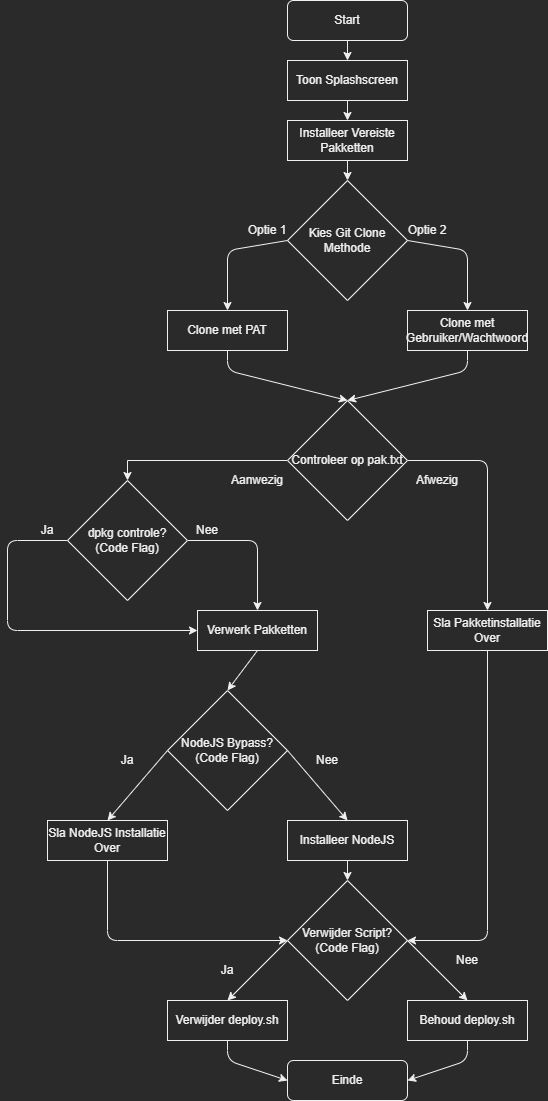 Start
Toon Splashscreen
Installeer Vereiste
Pakketten
Optie 1
Kies Git Clone
Methode
Optie 2
Clone met PAT
Clone met
Gebruiker/Wachtwoord
Controleer op pak.txt
Aanwezig
Afwezig
Ja
dpkg controle?
(Code Flag)
Nee
Verwerk Pakketten
Sla Pakketinstallatie
Over
NodeJS Bypass?
(Code Flag)
Ja
Nee
Sla NodeJS Installatie
Over
Installeer NodeJS
Verwijder Script?
(Code Flag)
Ja
Nee
Verwijder deploy.sh
Behoud deploy.sh
Einde